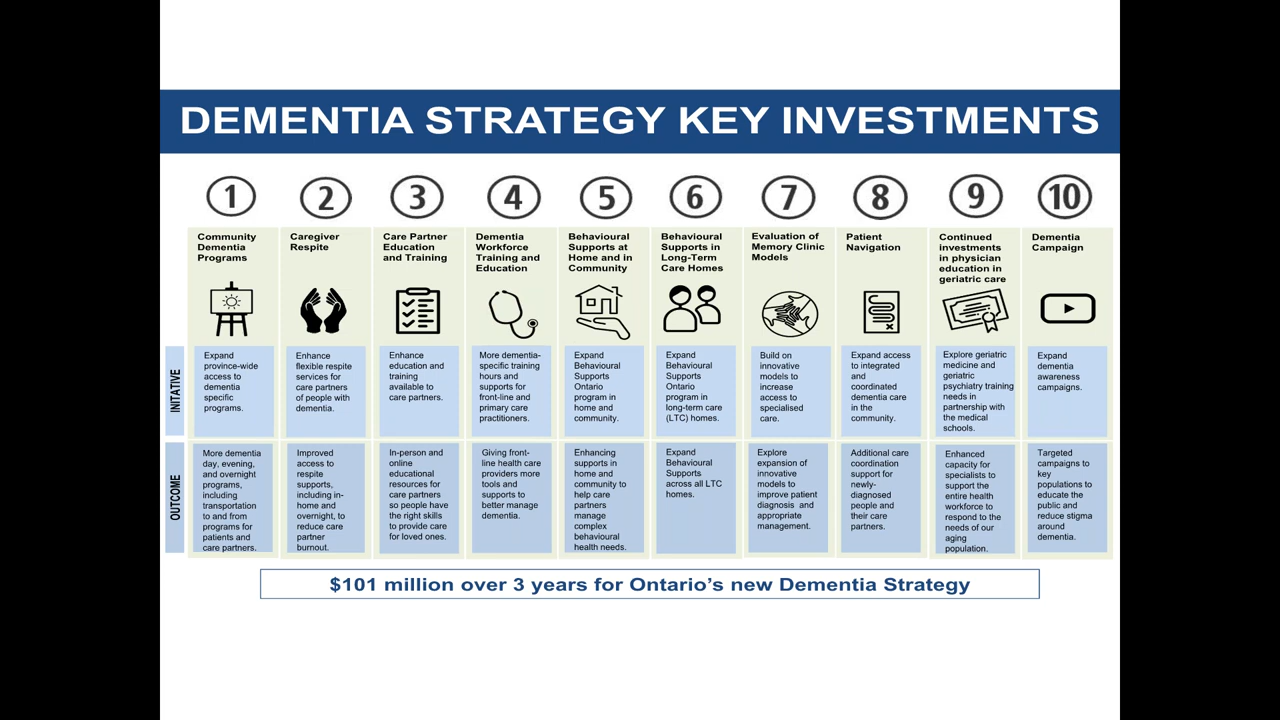 DEMENTIA STRATEGY KEY INVESTMENTS
1
2
3
4
5
6
7
8
9
10
Community
Dementia
Programs
Caregiver
Respite
Care Partner
Education
and Training
Dementia
Workforce
Training and
Education
Behavioural
Supports at
Home and in
Community
Behavioural
Supports in
Long-Term
Care Homes
Evaluation of
Memory Clinic
Models
Patient
Navigation
Continued
investments
in physician
education in
geriatric care
Dementia
Campaign
INITATIVE
Expand
province-wide
access to
dementia
specific
programs.
Enhance
flexible respite
services for
care partners
of people with
dementia.
Enhance
education and
training
available to
care partners.
More dementia-
specific training
hours and
supports for
front-line and
primary care
practitioners.
Expand
Behavioural
Supports
Ontario
program in
home and
community.
Expand
Behavioural
Supports
Ontario
program in
long-term care
(LTC) homes.
Build on
innovative
models to
increase
access to
specialised
care.
Expand access
to integrated
and
coordinated
dementia care
in the
community.
Explore geriatric
medicine and
geriatric
psychiatry training
needs in
partnership with
the medical
schools.
Expand
dementia
awareness
campaigns.
OUTCOME
More dementia
day, evening,
and overnight
programs,
including
transportation
to and from
programs for
patients and
care partners.
Improved
access to
respite
supports,
including in-
home and
overnight, to
reduce care
partner
burnout.
In-person and
online
educational
resources for
care partners
so people have
the right skills
to provide care
for loved ones.
Giving front-
line health care
providers more
tools and
supports to
better manage
dementia.
Enhancing
supports in
home and
community to
help care
partners
manage
complex
behavioural
health needs.
Expand
Behavioural
Supports
across all LTC
homes.
Explore
expansion of
innovative
models to
improve patient
diagnosis and
appropriate
management.
Additional care
coordination
support for
newly-
diagnosed
people and
their care
partners.
Enhanced
capacity for
specialists to
support the
entire health
workforce to
respond to the
needs of our
aging
population.
Targeted
campaigns to
key
populations to
educate the
public and
reduce stigma
around
dementia.
$101 million over 3 years for Ontario's new Dementia Strategy